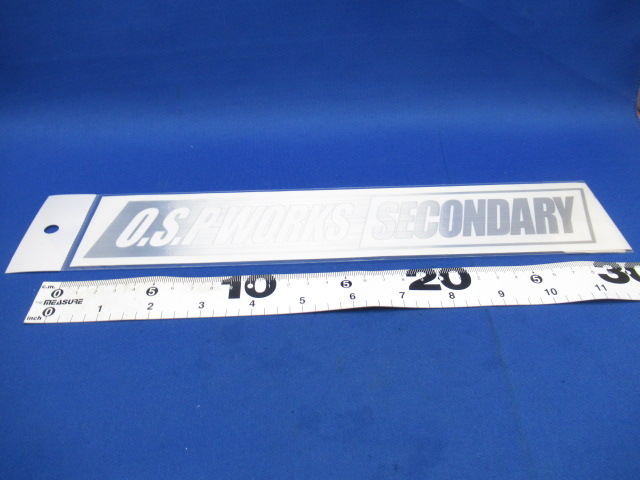 O.S.P.WORKS SECONDARY
c.m. 0 5 10 5 20 5 30
the MEASURE
inch 0 1 2 3 4 5 6 7 8 9 10 11